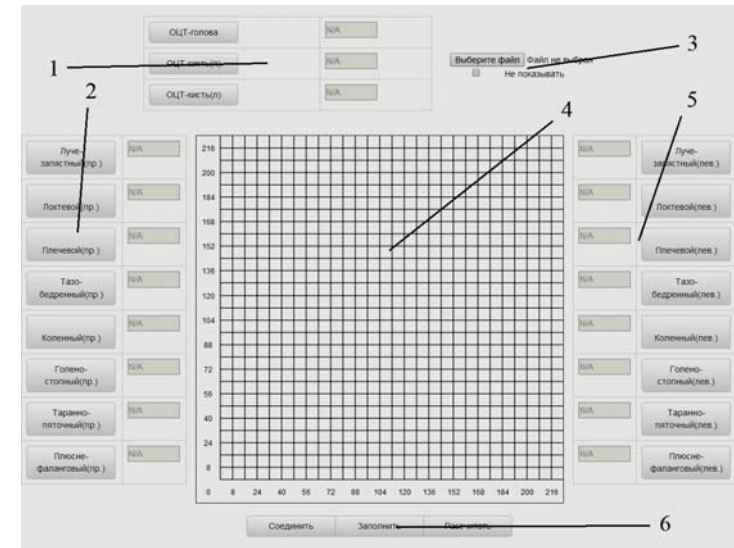 ОЦТ-голова N/A
ОЦТ-кисть(п) N/A
ОЦТ-кисть(л) N/A
Выберите файл Файл не выбран
Не показывать
1
2
3
4
5
6
Луче-
запястный(пр.) N/A
Локтевой(пр.) N/A
Плечевой(пр.) N/A
Тазо-
бедренный(пр.) N/A
Коленный(пр.) N/A
Голено-
стопный(пр.) N/A
Таранно-
пяточный(пр.) N/A
Плюсне-
фаланговый(пр.) N/A
216
200
184
168
152
136
120
104
88
72
56
40
24
8
0 8 24 40 56 72 88 104 120 136 152 168 184 200 216
N/A Луче-
запястный(лев.)
N/A Локтевой(лев.)
N/A Плечевой(лев.)
N/A Тазо-
бедренный(лев.)
N/A Коленный(лев.)
N/A Голено-
стопный(лев.)
N/A Таранно-
пяточный(лев.)
N/A Плюсне-
фаланговый(лев.)
Соединить Заполнить Рассчитать